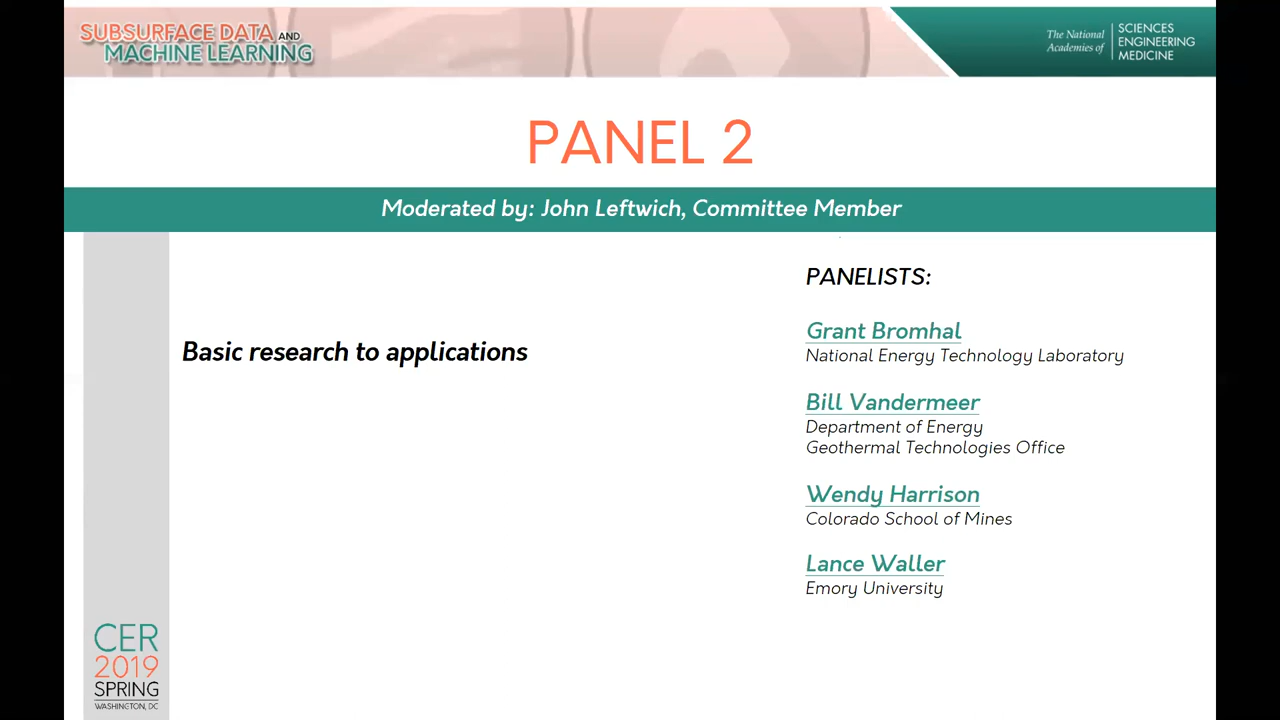 SUBSURFACE DATA AND
MACHINE LEARNING
The National
Academies of
SCIENCES
ENGINEERING
MEDICINE
PANEL 2
Moderated by: John Leftwich, Committee Member
Basic research to applications
PANELISTS:
Grant Bromhal
National Energy Technology Laboratory
Bill Vandermeer
Department of Energy
Geothermal Technologies Office
Wendy Harrison
Colorado School of Mines
Lance Waller
Emory University
CER
2019
SPRING
WASHINGTON, DC